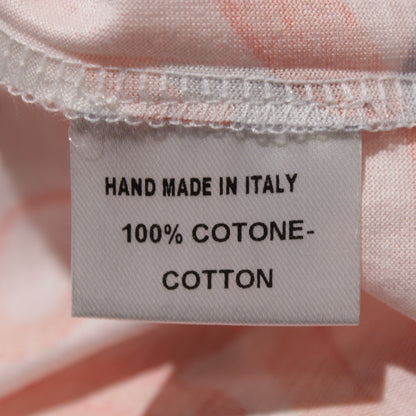 HAND MADE IN ITALY
100% COTONE-
COTTON